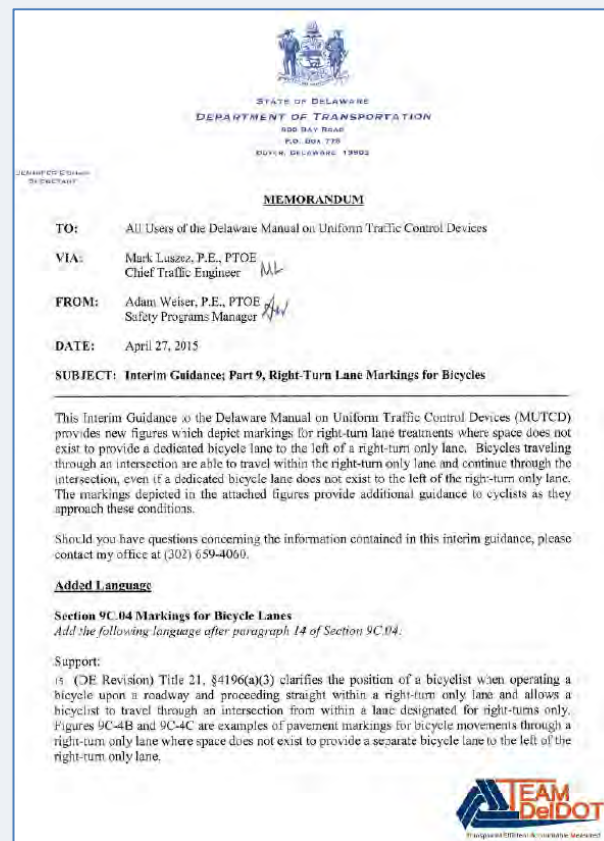 STATE OF DELAWARE
DEPARTMENT OF TRANSPORTATION
800 BAY ROAD
P.O. BOX 778
DOVER, DELAWARE 19903
SECRETARY
MEMORANDUM
TO: All Users of the Delaware Manual on Uniform Traffic Control Devices
VIA: Mark Luszcz, P.E., PTOE
Chief Traffic Engineer ML
FROM: Adam Weiser, P.E., PTOE AW
Safety Programs Manager
DATE: April 27, 2015
SUBJECT: Interim Guidance; Part 9, Right-Turn Lane Markings for Bicycles
This Interim Guidance to the Delaware Manual on Uniform Traffic Control Devices (MUTCD)
provides new figures which depict markings for right-turn lane treatments where space does not
exist to provide a dedicated bicycle lane to the left of a right-turn only lane. Bicycles traveling
through an intersection are able to travel within the right-turn only lane and continue through the
intersection, even if a dedicated bicycle lane does not exist to the left of the right-turn only lane.
The markings depicted in the attached figures provide additional guidance to cyclists as they
approach these conditions.
Should you have questions concerning the information contained in this interim guidance, please
contact my office at (302) 659-4060.
Added Language
Section 9C.04 Markings for Bicycle Lanes
Add the following language after paragraph 14 of Section 9C.04:
Support:
15 (DE Revision) Title 21, §4196(a)(3) clarifies the position of a bicyclist when operating a
bicycle upon a roadway and proceeding straight within a right-turn only lane and allows a
bicyclist to travel through an intersection from within a lane designated for right-turns only.
Figures 9C-4B and 9C-4C are examples of pavement markings for bicycle movements through a
right-turn only lane where space does not exist to provide a separate bicycle lane to the left of the
right-turn only lane.
TEAM
DelDOT
Transparent Efficient Accountable Measured